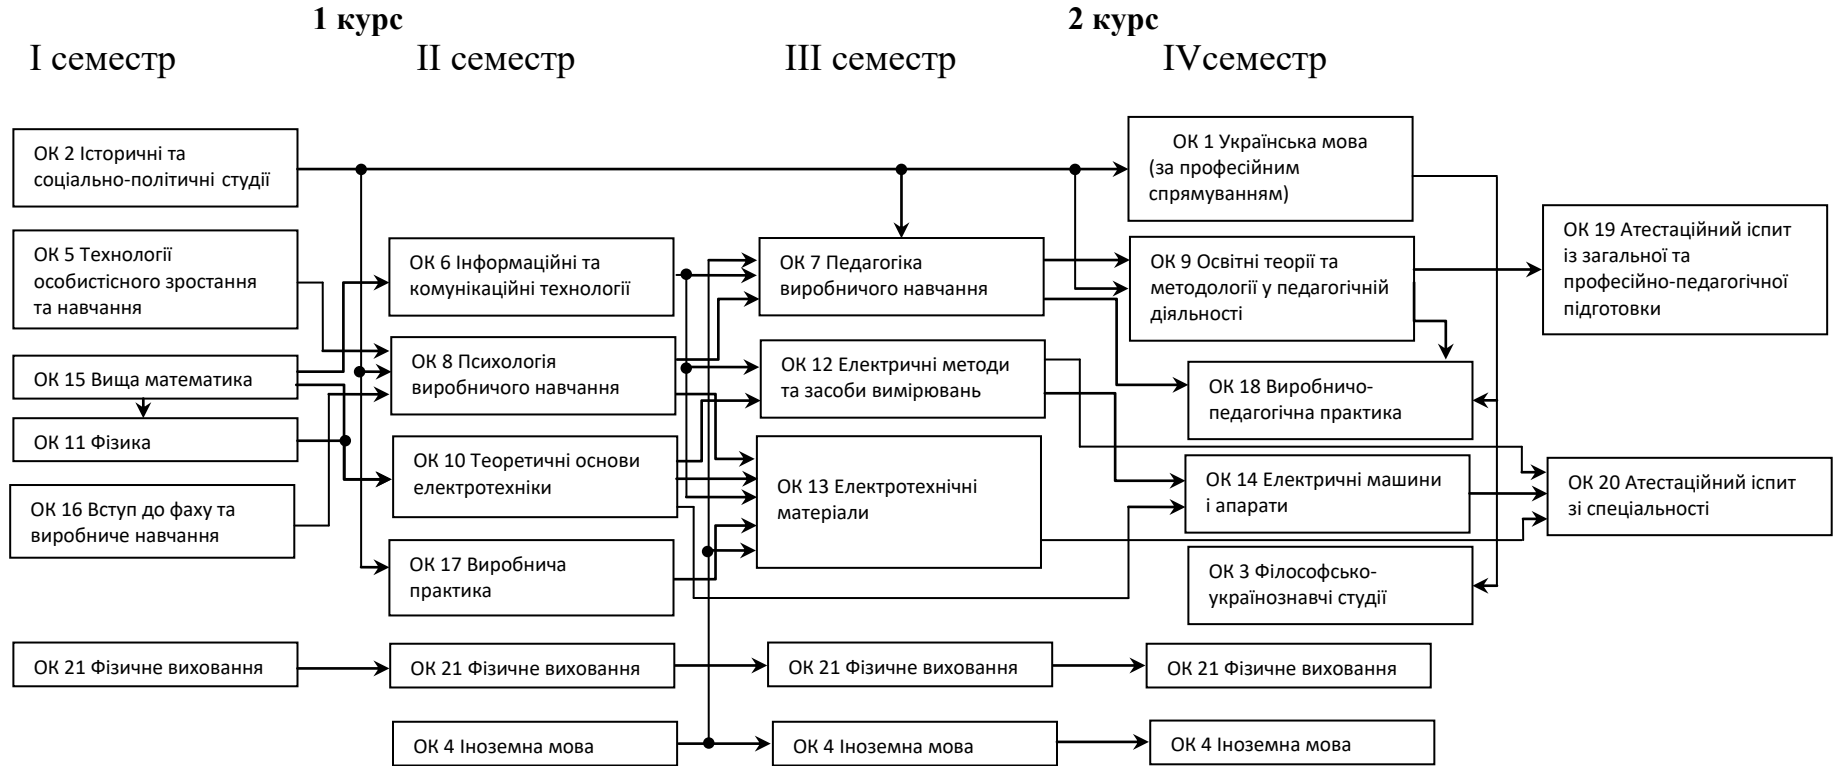 1 курс
2 курс
I семестр
II семестр
III семестр
IVсеместр
ОК 2 Історичні та
соціально-політичні студії
ОК 5 Технології
особистісного зростання
та навчання
ОК 15 Вища математика
ОК 11 Фізика
ОК 16 Вступ до фаху та
виробниче навчання
ОК 21 Фізичне виховання
ОК 6 Інформаційні та
комунікаційні технології
ОК 8 Психологія
виробничого навчання
ОК 10 Теоретичні основи
електротехніки
ОК 17 Виробнича
практика
ОК 21 Фізичне виховання
ОК 4 Іноземна мова
ОК 7 Педагогіка
виробничого навчання
ОК 12 Електричні методи
та засоби вимірювань
ОК 13 Електротехнічні
матеріали
ОК 21 Фізичне виховання
ОК 4 Іноземна мова
ОК 1 Українська мова
(за професійним
спрямуванням)
ОК 9 Освітні теорії та
методології у педагогічній
діяльності
ОК 18 Виробничо-
педагогічна практика
ОК 14 Електричні машини
і апарати
ОК 3 Філософсько-
українознавчі студії
ОК 21 Фізичне виховання
ОК 4 Іноземна мова
ОК 19 Атестаційний іспит
із загальної та
професійно-педагогічної
підготовки
ОК 20 Атестаційний іспит
зі спеціальності